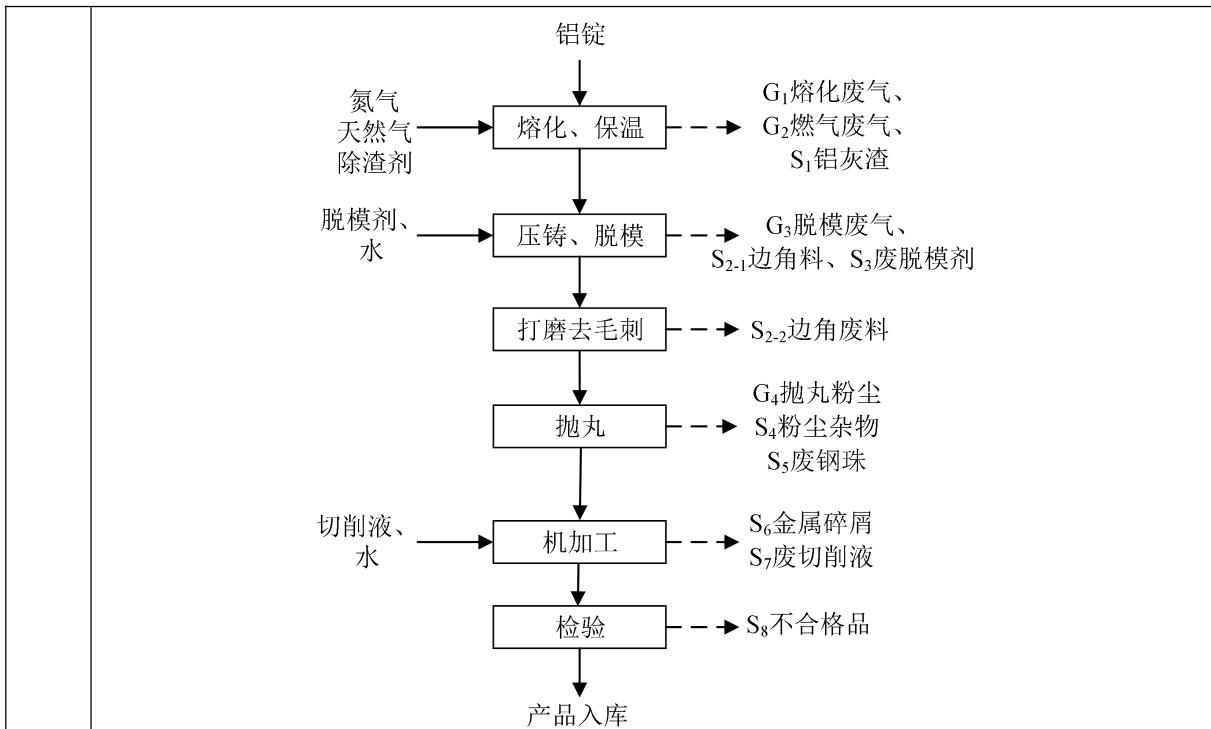 铝锭
氮气
天然气
除渣剂
熔化、保温
G₁熔化废气、
G₂燃气废气、
S₁铝灰渣
脱模剂、
水
压铸、脱模
G₃脱模废气、
S₂₋₁边角料、S₃废脱模剂
打磨去毛刺
S₂₋₂边角废料
抛丸
G₄抛丸粉尘
S₄粉尘杂物
S₅废钢珠
切削液、
水
机加工
S₆金属碎屑
S₇废切削液
检验
S₈不合格品
产品入库